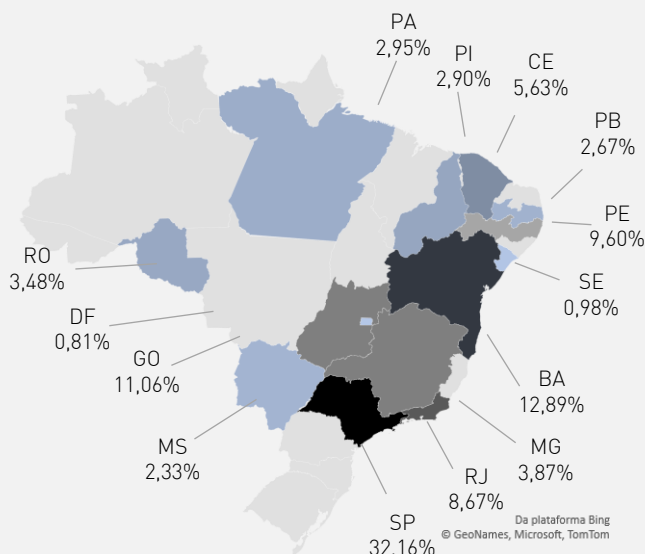 PA
2,95%
PI
2,90%
CE
5,63%
PB
2,67%
PE
9,60%
RO
3,48%
SE
0,98%
DF
0,81%
GO
11,06%
BA
12,89%
MS
2,33%
MG
3,87%
RJ
8,67%
SP
32,16%
Da plataforma Bing
© GeoNames, Microsoft, TomTom